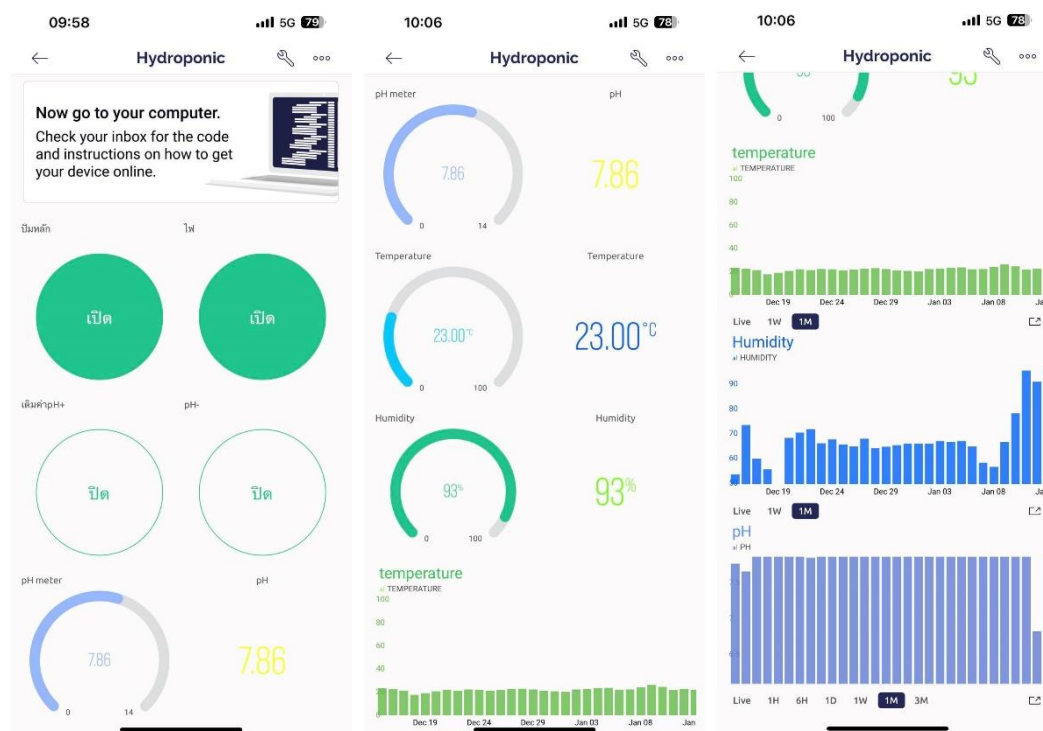 09:58
5G 79
Hydroponic
Now go to your computer.
Check your inbox for the code
and instructions on how to get
your device online.
ปั๊มหลัก
ไฟ
เปิด
เปิด
เติมค่าpH+
pH-
ปิด
ปิด
pH meter
pH
7.86
7.86
0
14
10:06
5G 78
Hydroponic
pH meter
pH
7.86
7.86
0
14
Temperature
Temperature
23.00°C
23.00°C
0
100
Humidity
Humidity
93%
93%
0
100
temperature
TEMPERATURE
100
80
60
40
Dec 19 Dec 24 Dec 29 Jan 03 Jan 08 Jan
10:06
5G 78
Hydroponic
0
100
temperature
TEMPERATURE
100
80
60
40
Dec 19 Dec 24 Dec 29 Jan 03 Jan 08
Live 1W 1M
Humidity
HUMIDITY
90
80
70
60
Dec 19 Dec 24 Dec 29 Jan 03 Jan 08
Live 1W 1M
pH
PH
Live 1H 6H 1D 1W 1M 3M